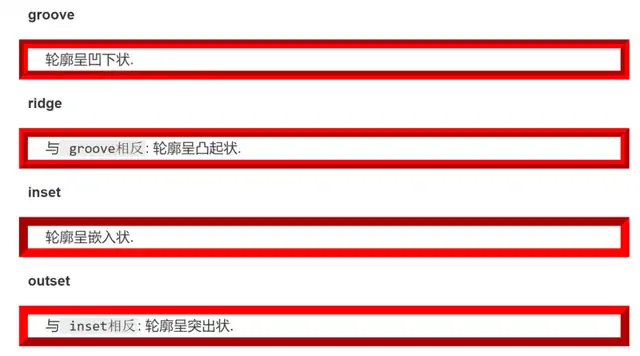 groove
轮廓呈凹下状.
ridge
与 groove相反: 轮廓呈凸起状.
inset
轮廓呈嵌入状.
outset
与 inset相反: 轮廓呈突出状.